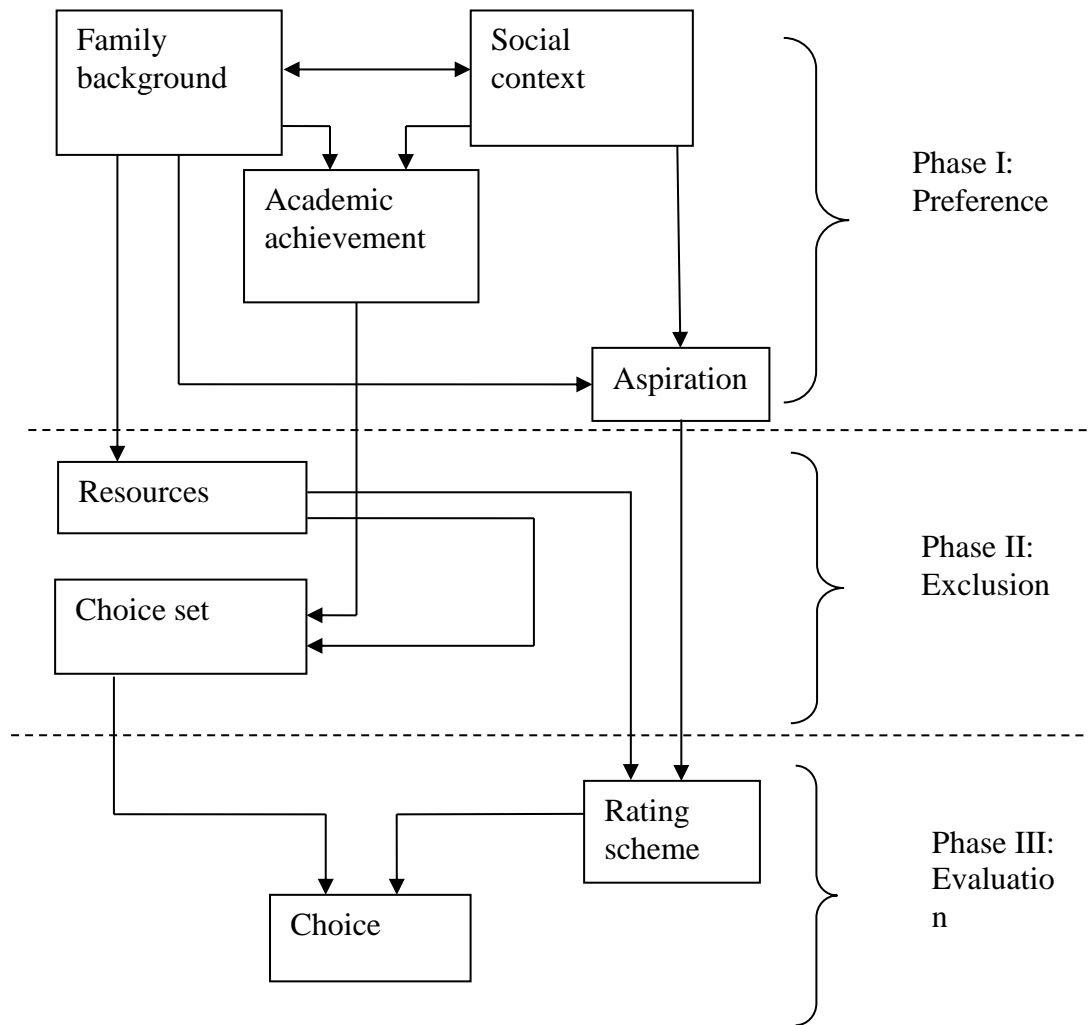 Family
background
Social
context
Phase I:
Preference
Academic
achievement
Aspiration
Resources
Phase II:
Exclusion
Choice set
Rating
scheme
Phase III:
Evaluatio
n
Choice